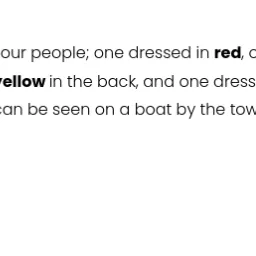 our people; one dressed in red,
yellow in the back, and one dress
can be seen on a boat by the tow